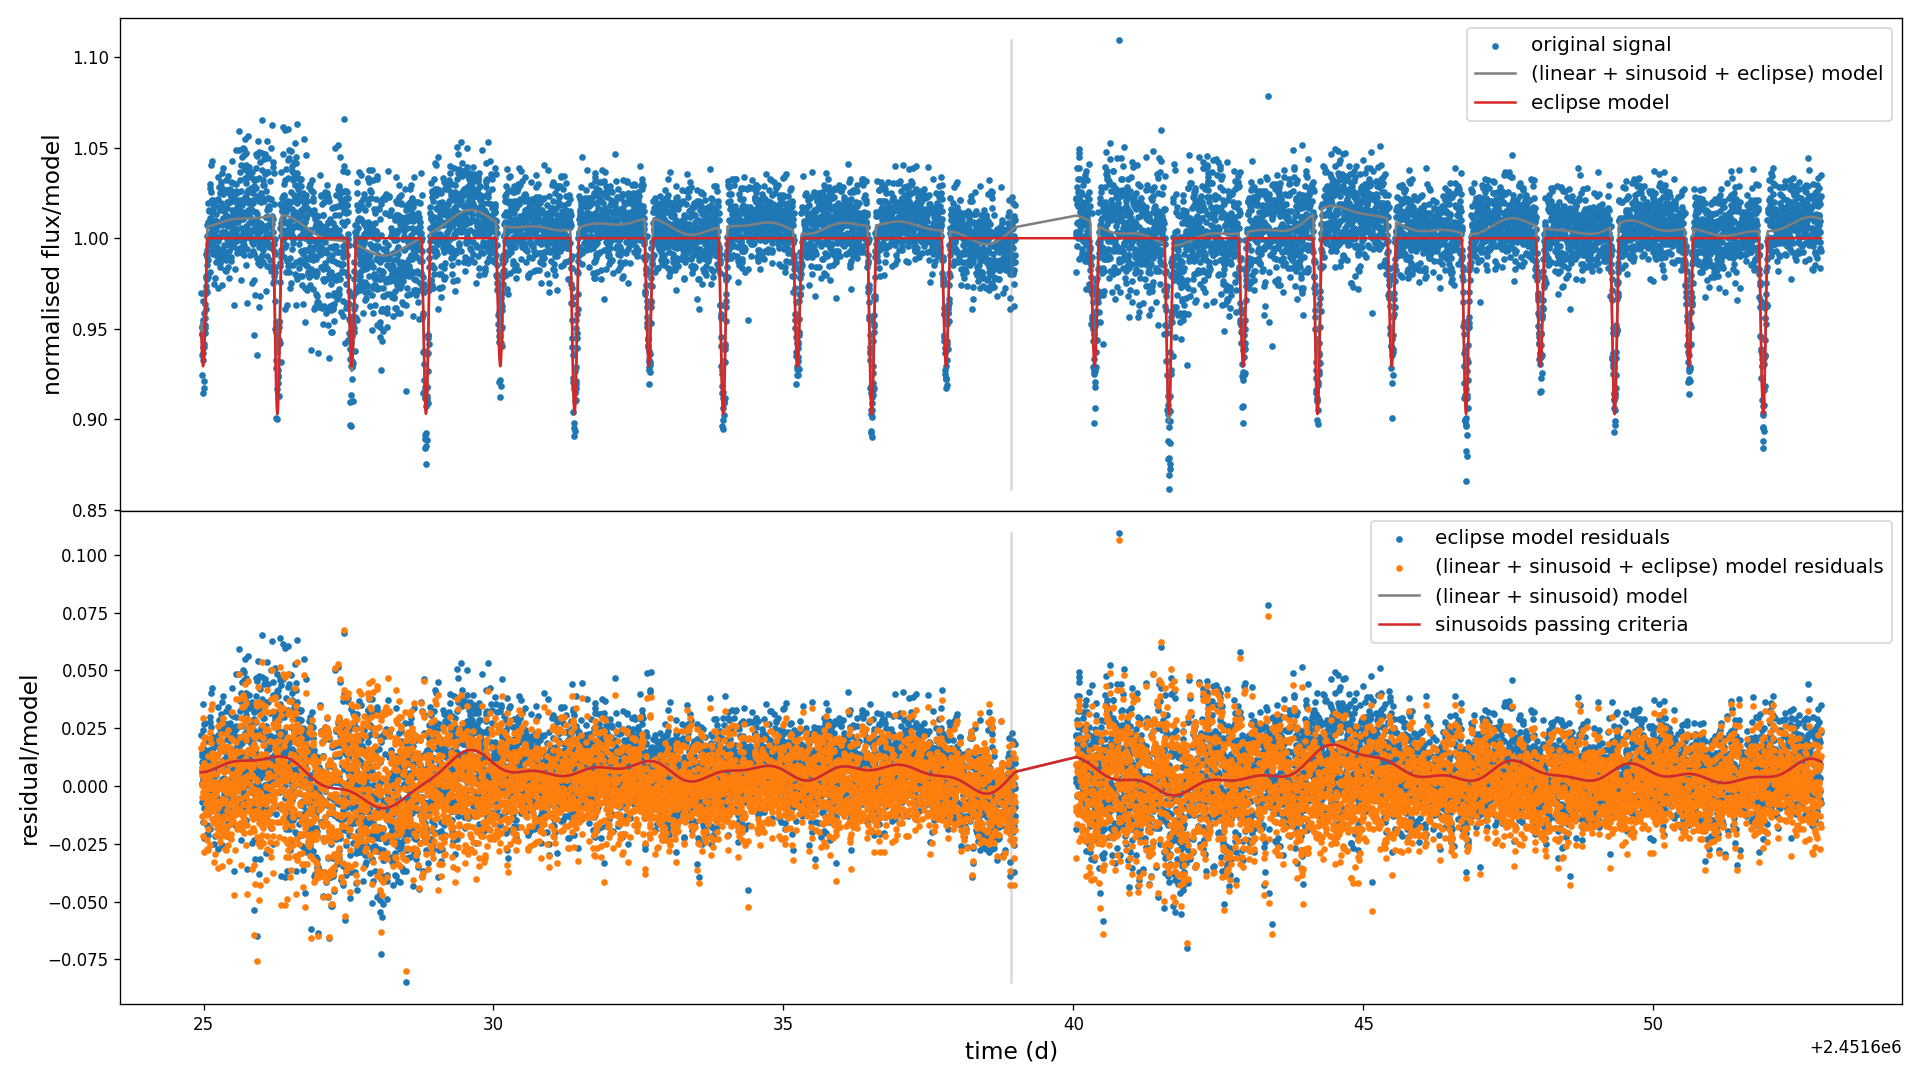 normalised flux/model
1.10
1.05
1.00
0.95
0.90
0.85
original signal
(linear + sinusoid + eclipse) model
eclipse model
residual/model
0.100
0.075
0.050
0.025
0.000
−0.025
−0.050
−0.075
eclipse model residuals
(linear + sinusoid + eclipse) model residuals
(linear + sinusoid) model
sinusoids passing criteria
25 30 35 40 45 50
time (d)
+2.4516e6